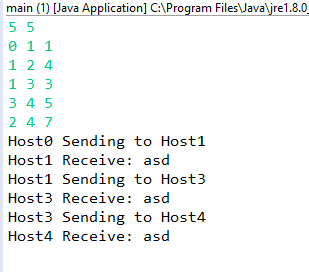 main (1) [Java Application] C:\Program Files\Java\jre1.8.0_
5 5
0 1 1
1 2 4
1 3 3
3 4 5
2 4 7
Host0 Sending to Host1
Host1 Receive: asd
Host1 Sending to Host3
Host3 Receive: asd
Host3 Sending to Host4
Host4 Receive: asd